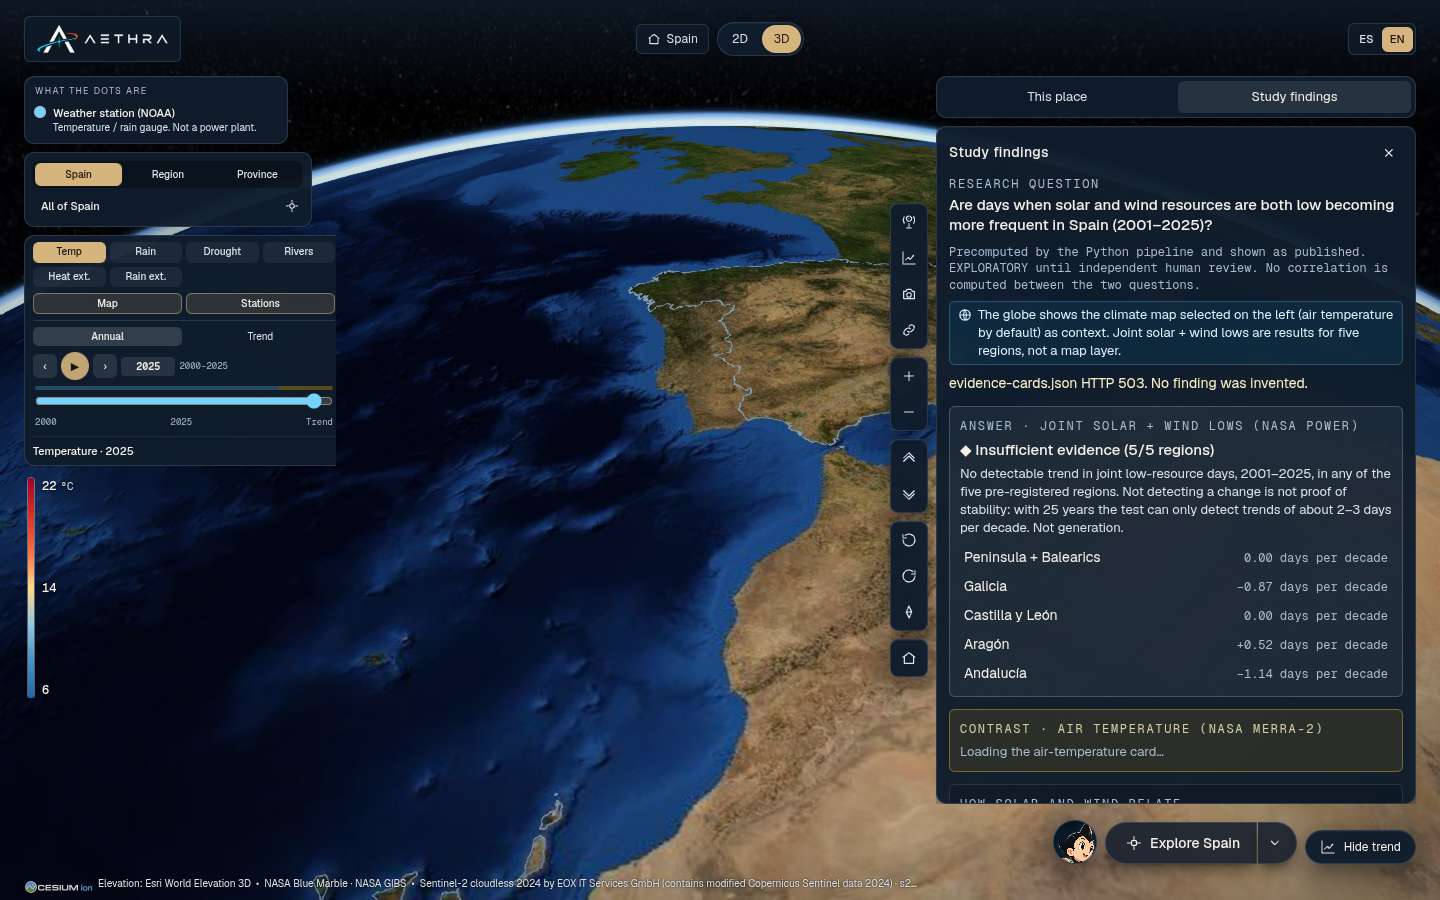 AETHRA
Spain
2D
3D
ES
EN
WHAT THE DOTS ARE
Weather station (NOAA)
Temperature / rain gauge. Not a power plant.
Spain
Region
Province
All of Spain
Temp
Rain
Drought
Rivers
Heat ext.
Rain ext.
Map
Stations
Annual
Trend
2025
2000–2025
2000
2025
Trend
Temperature · 2025
22 °C
14
6
This place
Study findings
Study findings
RESEARCH QUESTION
Are days when solar and wind resources are both low becoming
more frequent in Spain (2001–2025)?
Precomputed by the Python pipeline and shown as published.
EXPLORATORY until independent human review. No correlation is
computed between the two questions.
The globe shows the climate map selected on the left (air temperature
by default) as context. Joint solar + wind lows are results for five
regions, not a map layer.
evidence-cards.json HTTP 503. No finding was invented.
ANSWER · JOINT SOLAR + WIND LOWS (NASA POWER)
◆ Insufficient evidence (5/5 regions)
No detectable trend in joint low-resource days, 2001–2025, in any of the
five pre-registered regions. Not detecting a change is not proof of
stability: with 25 years the test can only detect trends of about 2–3 days
per decade. Not generation.
Peninsula + Balearics 0.00 days per decade
Galicia −0.87 days per decade
Castilla y León 0.00 days per decade
Aragón +0.52 days per decade
Andalucía −1.14 days per decade
CONTRAST · AIR TEMPERATURE (NASA MERRA-2)
Loading the air-temperature card…
HOW SOLAR AND WIND RELATE
Explore Spain
Hide trend
CESIUM ion
Elevation: Esri World Elevation 3D • NASA Blue Marble · NASA GIBS • Sentinel-2 cloudless 2024 by EOX IT Services GmbH (contains modified Copernicus Sentinel data 2024) · s2…